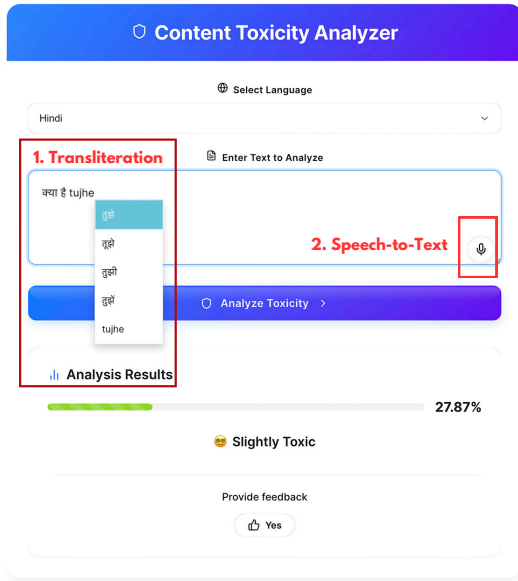 Content Toxicity Analyzer
Select Language
Hindi
1. Transliteration
Enter Text to Analyze
क्या है tujhe
तुझे
तूझे
तुझी
तुझें
tujhe
2. Speech-to-Text
Analyze Toxicity
Analysis Results
27.87%
Slightly Toxic
Provide feedback
Yes